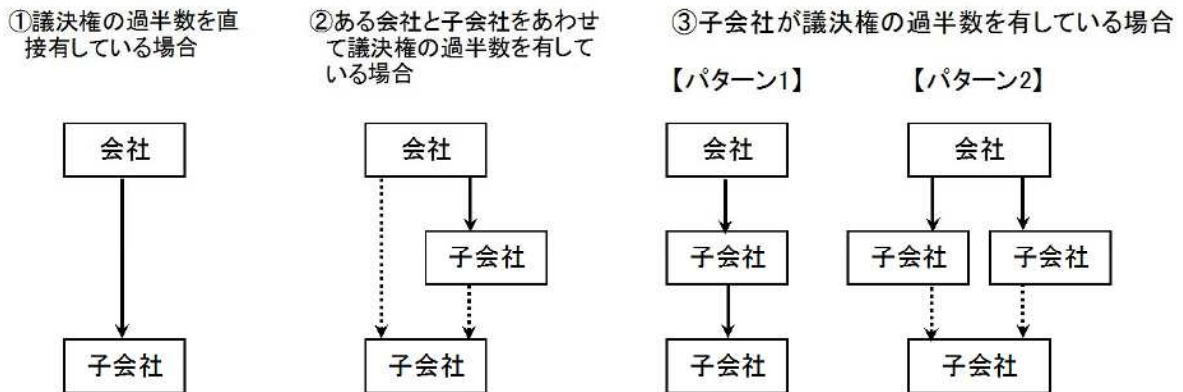 ①議決権の過半数を直
接有している場合
②ある会社と子会社をあわせ
て議決権の過半数を有して
いる場合
③子会社が議決権の過半数を有している場合
【パターン1】
【パターン2】
会社
会社
会社
会社
子会社
子会社
子会社
子会社
子会社
子会社
子会社
子会社